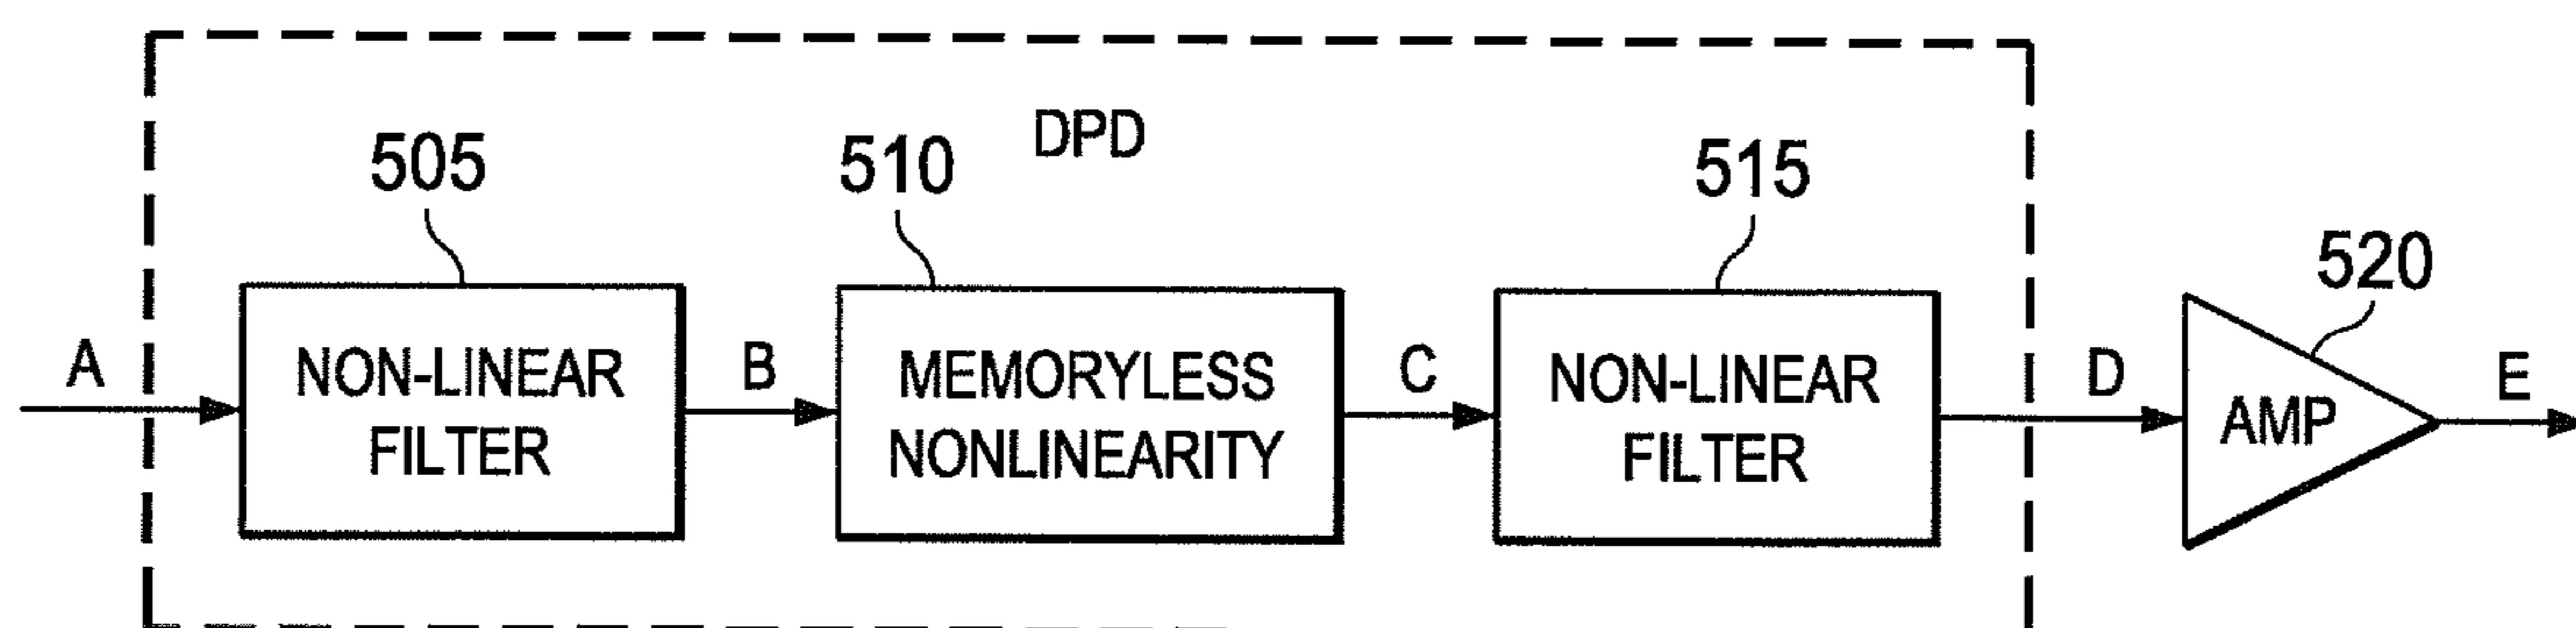 DPD
505
510
515
520
A
NON-LINEAR
FILTER
B
MEMORYLESS
NONLINEARITY
C
NON-LINEAR
FILTER
D
AMP
E